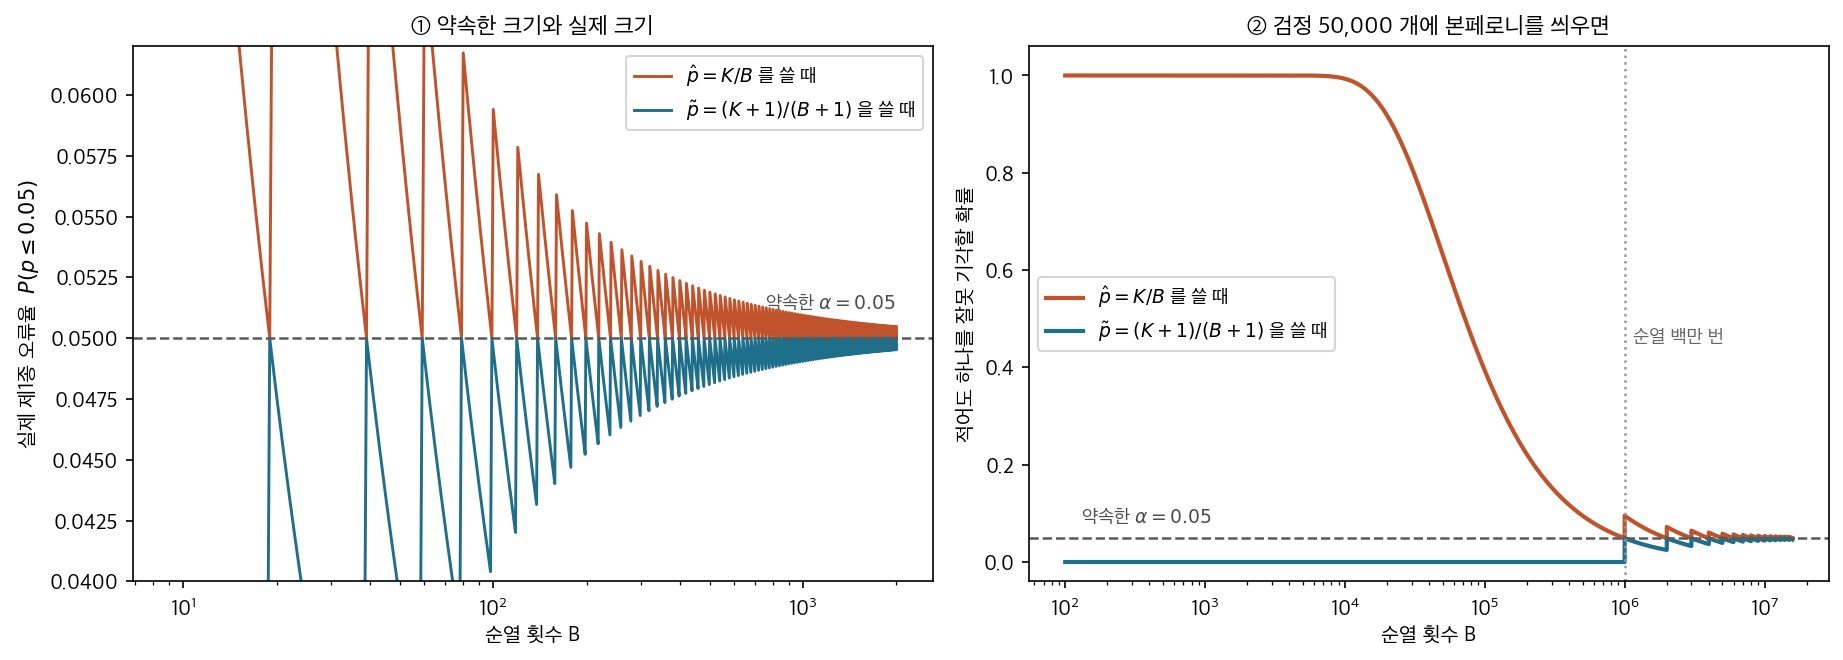 ① 약속한 크기와 실제 크기
실제 제1종 오류율 P(p ≤ 0.05)
0.0600
0.0575
0.0550
0.0525
0.0500
0.0475
0.0450
0.0425
0.0400
p̂ = K/B 를 쓸 때
p̃ = (K + 1)/(B + 1) 을 쓸 때
약속한 α = 0.05
10¹
10²
10³
순열 횟수 B
② 검정 50,000 개에 본페로니를 씌우면
적어도 하나를 잘못 기각할 확률
1.0
0.8
0.6
0.4
0.2
0.0
p̂ = K/B 를 쓸 때
p̃ = (K + 1)/(B + 1) 을 쓸 때
순열 백만 번
약속한 α = 0.05
10²
10³
10⁴
10⁵
10⁶
10⁷
순열 횟수 B